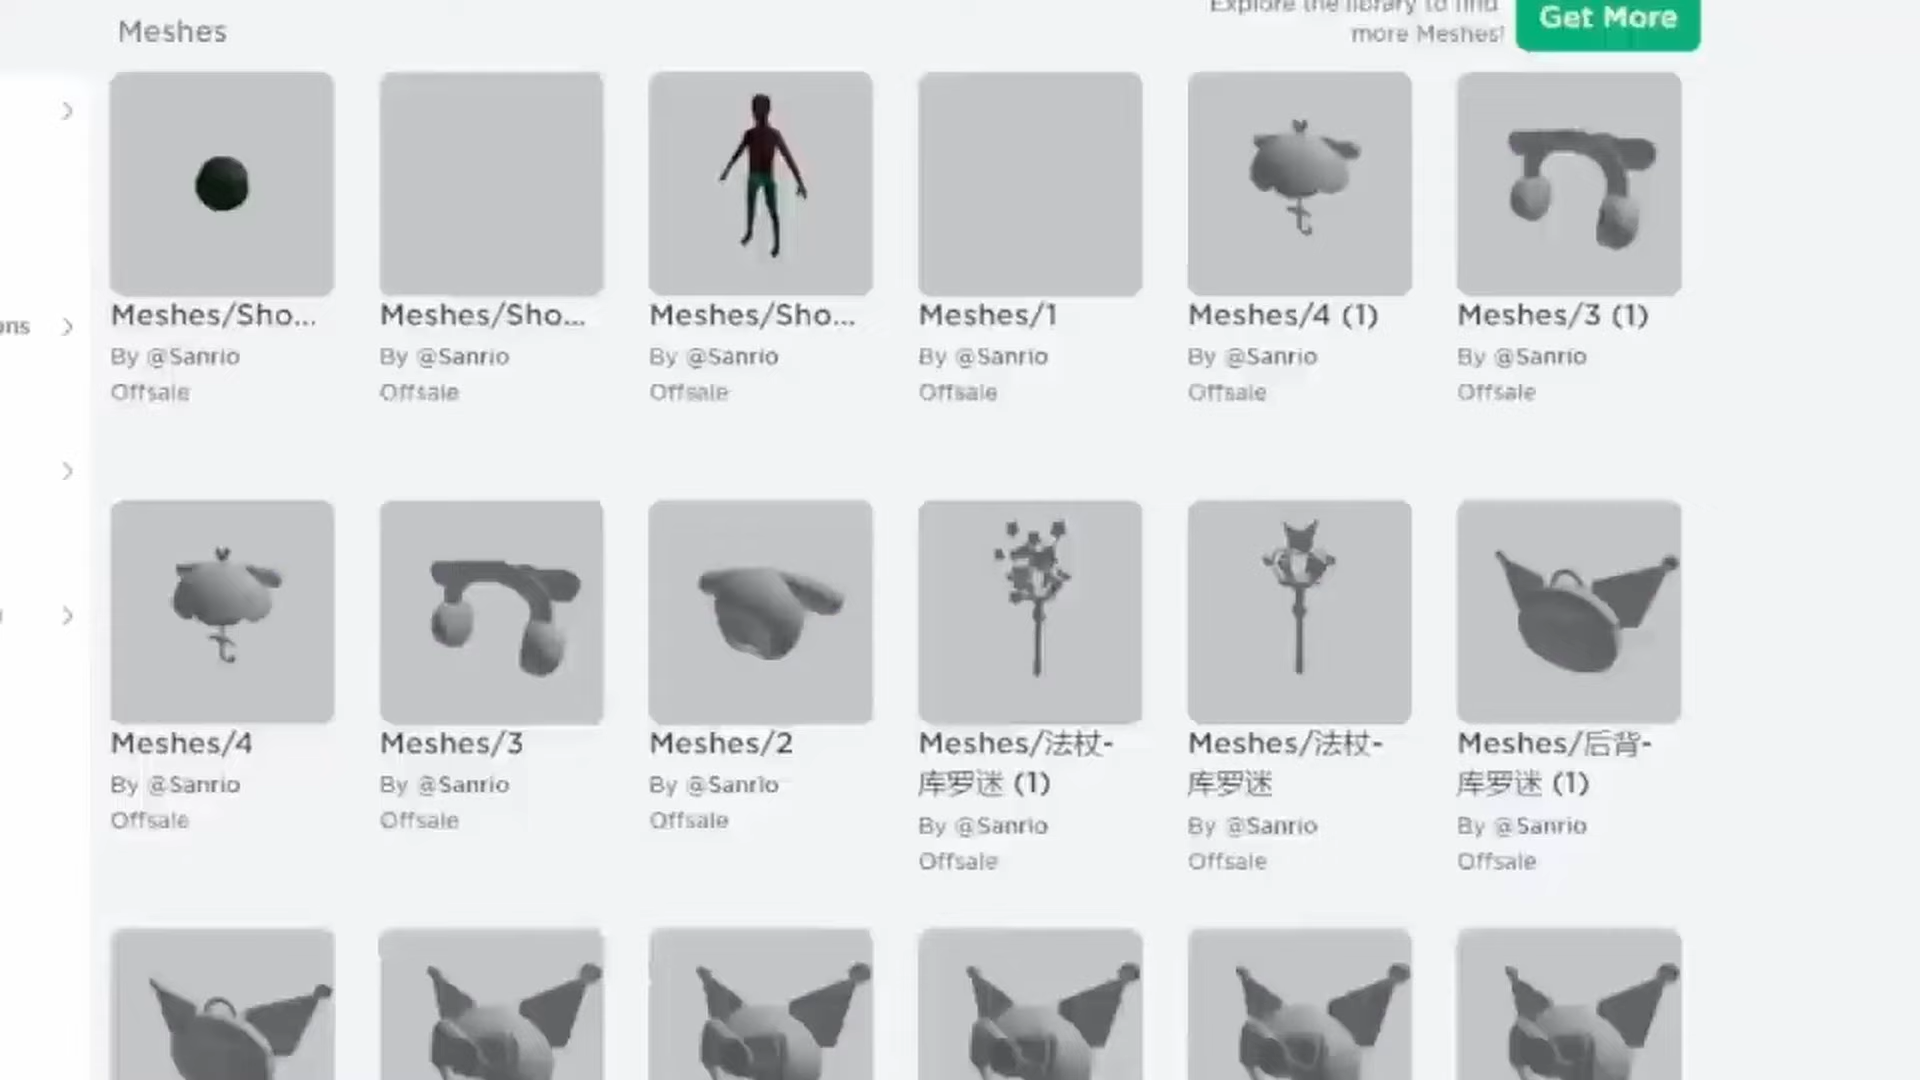 Meshes
Explore the library to find
more Meshes!
Get More
ons
Meshes/Sho...
By @Sanrio
Offsale
Meshes/Sho...
By @Sanrio
Offsale
Meshes/Sho...
By @Sanrio
Offsale
Meshes/1
By @Sanrio
Offsale
Meshes/4 (1)
By @Sanrio
Offsale
Meshes/3 (1)
By @Sanrio
Offsale
Meshes/4
By @Sanrio
Offsale
Meshes/3
By @Sanrio
Offsale
Meshes/2
By @Sanrio
Offsale
Meshes/法杖-
库罗迷 (1)
By @Sanrio
Offsale
Meshes/法杖-
库罗迷
By @Sanrio
Offsale
Meshes/后背-
库罗迷 (1)
By @Sanrio
Offsale